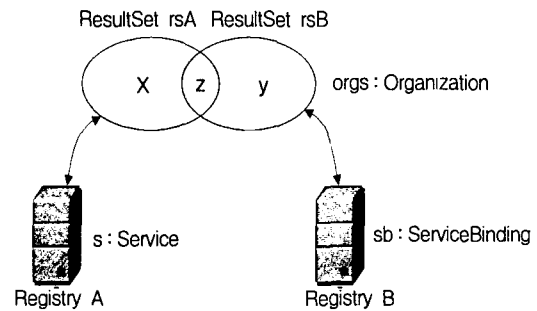 ResultSet rsA ResultSet rsB
X z y orgs : Organization
s : Service
sb : ServiceBinding
Registry A Registry B